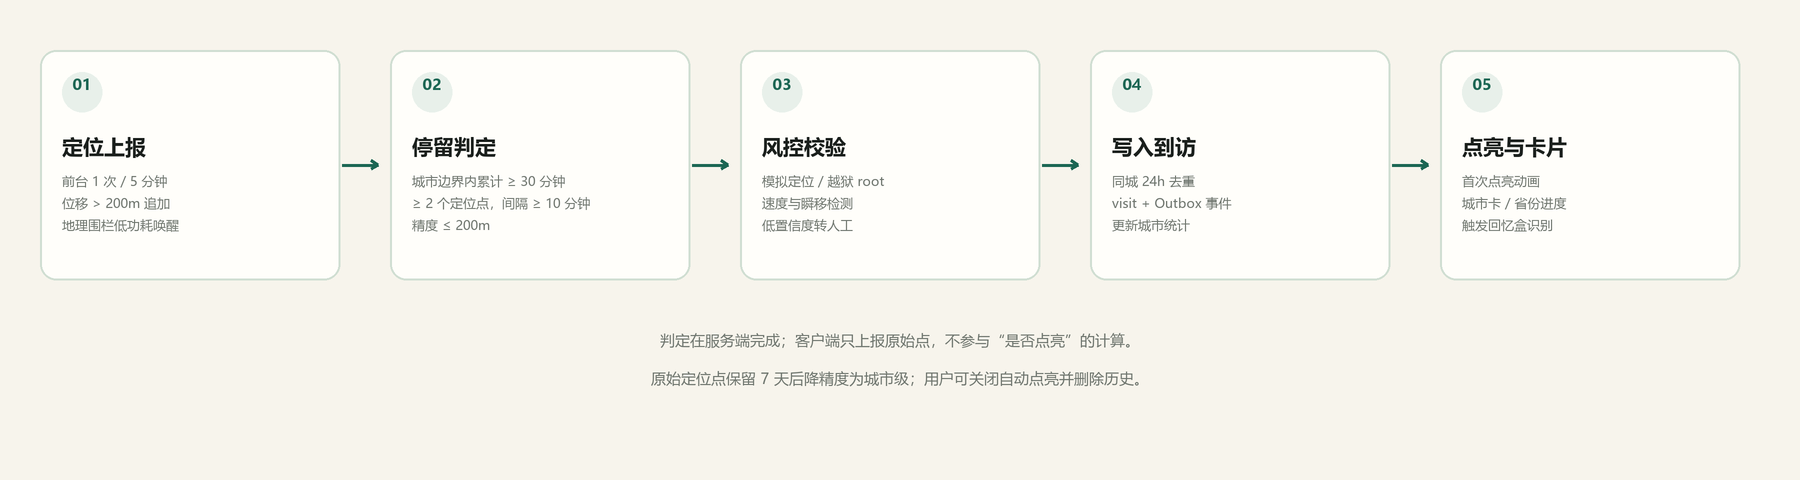 01
定位上报
前台 1 次 / 5 分钟
位移 > 200m 追加
地理围栏低功耗唤醒
02
停留判定
城市边界内累计 ≥ 30 分钟
≥ 2 个定位点，间隔 ≥ 10 分钟
精度 ≤ 200m
03
风控校验
模拟定位 / 越狱 root
速度与瞬移检测
低置信度转人工
04
写入到访
同城 24h 去重
visit + Outbox 事件
更新城市统计
05
点亮与卡片
首次点亮动画
城市卡 / 省份进度
触发回忆盒识别
判定在服务端完成；客户端只上报原始点，不参与“是否点亮”的计算。
原始定位点保留 7 天后降精度为城市级；用户可关闭自动点亮并删除历史。